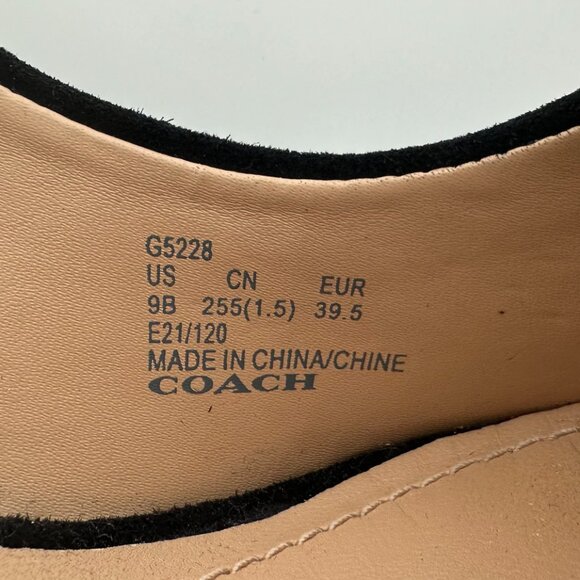 G5228
US CN EUR
9B 255(1.5) 39.5
E21/120
MADE IN CHINA/CHINE
COACH